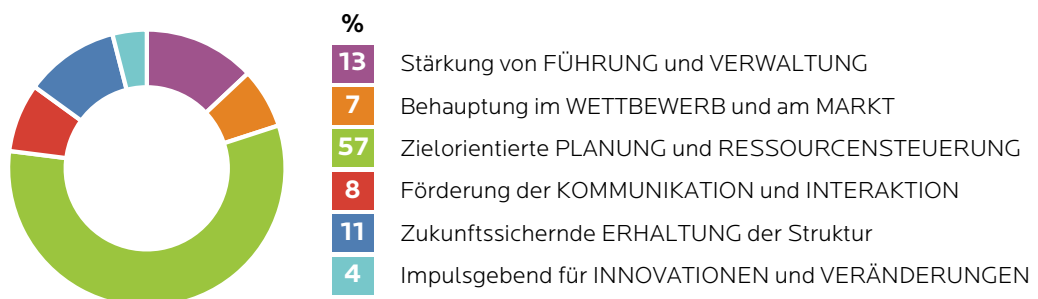 %
13 Stärkung von FÜHRUNG und VERWALTUNG
7 Behauptung im WETTBEWERB und am MARKT
57 Zielorientierte PLANUNG und RESSOURCENSTEUERUNG
8 Förderung der KOMMUNIKATION und INTERAKTION
11 Zukunftssichernde ERHALTUNG der Struktur
4 Impulsgebend für INNOVATIONEN und VERÄNDERUNGEN